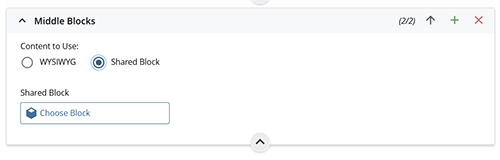 Middle Blocks (2/2)
Content to Use:
WYSIWYG Shared Block
Shared Block
Choose Block